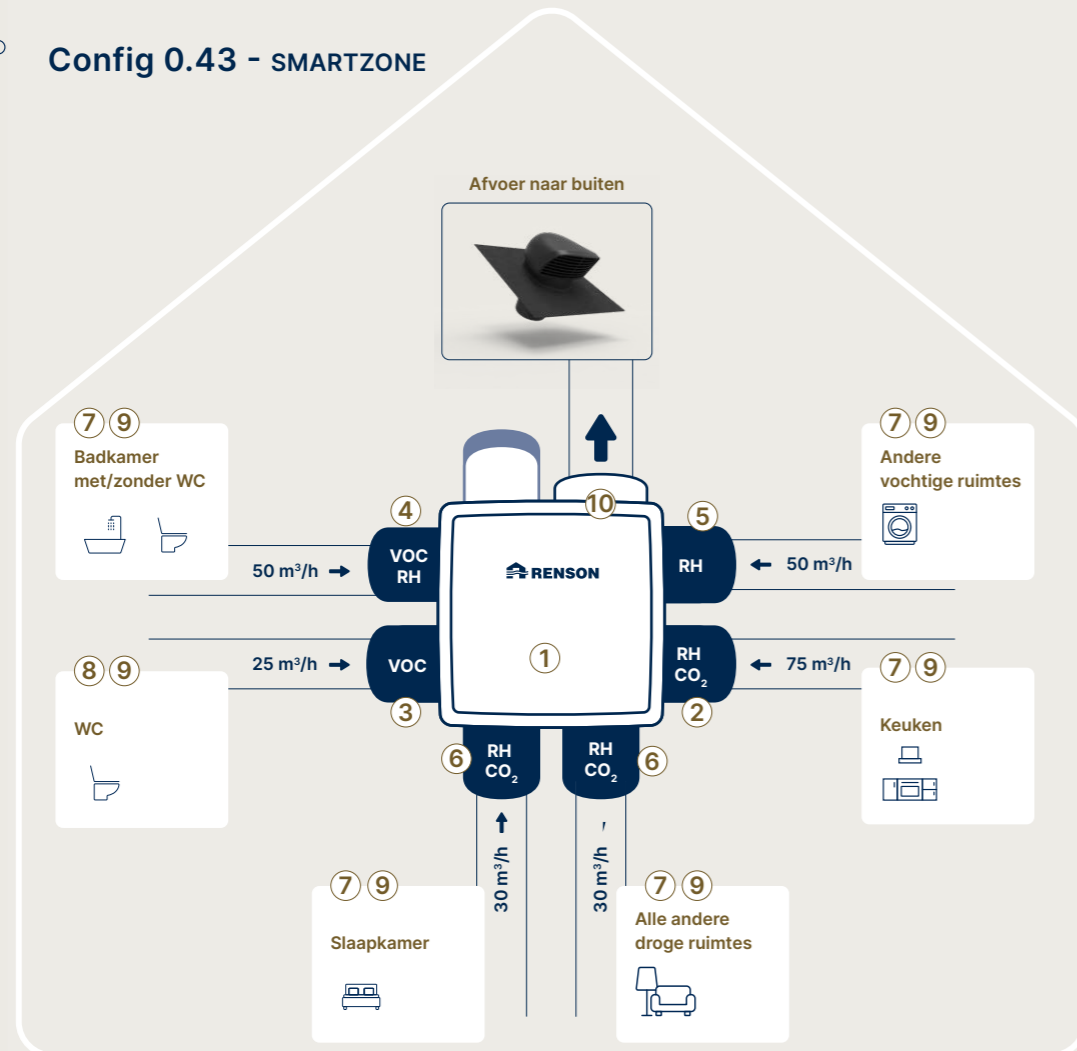 Config 0.43 - SMARTZONE
Afvoer naar buiten
7 9
Badkamer
met/zonder WC
7 9
Andere
vochtige ruimtes
4
VOC
RH
50 m³/h
10
RENSON
5
RH
50 m³/h
8 9
WC
25 m³/h
VOC
3
1
RH
CO₂
2
75 m³/h
7 9
Keuken
6
RH
CO₂
RH
CO₂
6
30 m³/h
30 m³/h
7 9
Slaapkamer
7 9
Alle andere
droge ruimtes